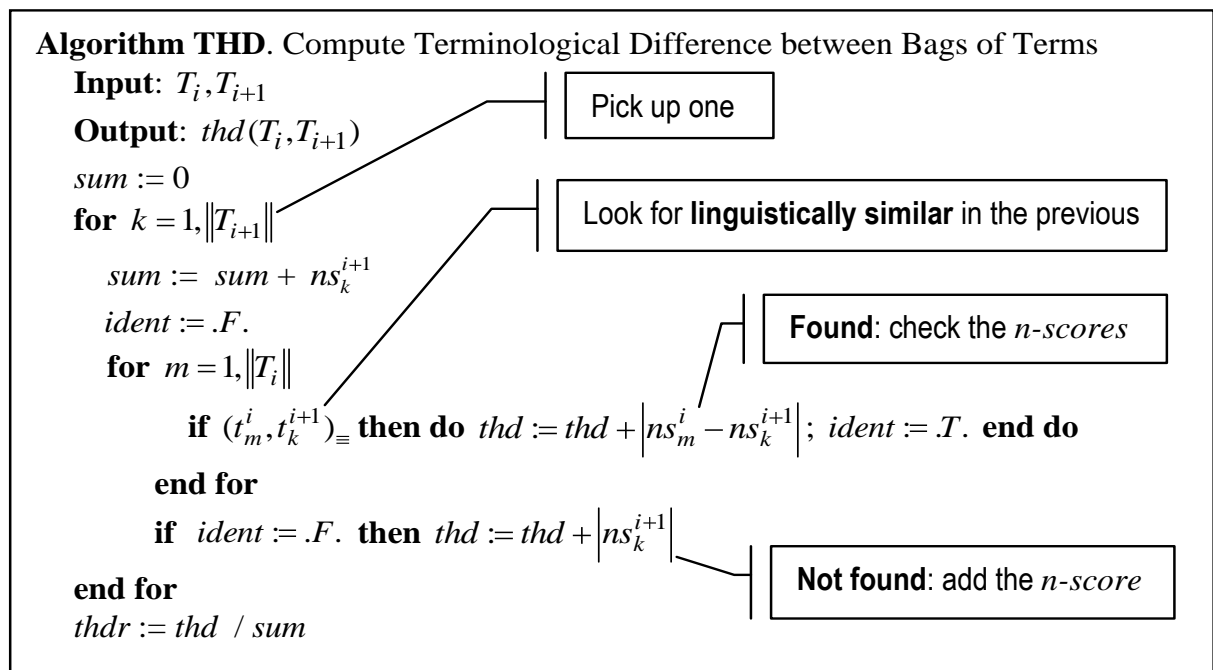 Algorithm THD. Compute Terminological Difference between Bags of Terms
Input: T_i, T_{i+1}
Pick up one
Output: thd(T_i, T_{i+1})
sum := 0
for k = 1, ‖T_{i+1}‖
Look for linguistically similar in the previous
sum := sum + ns_k^{i+1}
ident := .F.
Found: check the n-scores
for m = 1, ‖T_i‖
if (t_m^i, t_k^{i+1})_≡ then do thd := thd + |ns_m^i − ns_k^{i+1}|; ident := .T. end do
end for
if ident := .F. then thd := thd + |ns_k^{i+1}|
Not found: add the n-score
end for
thdr := thd / sum